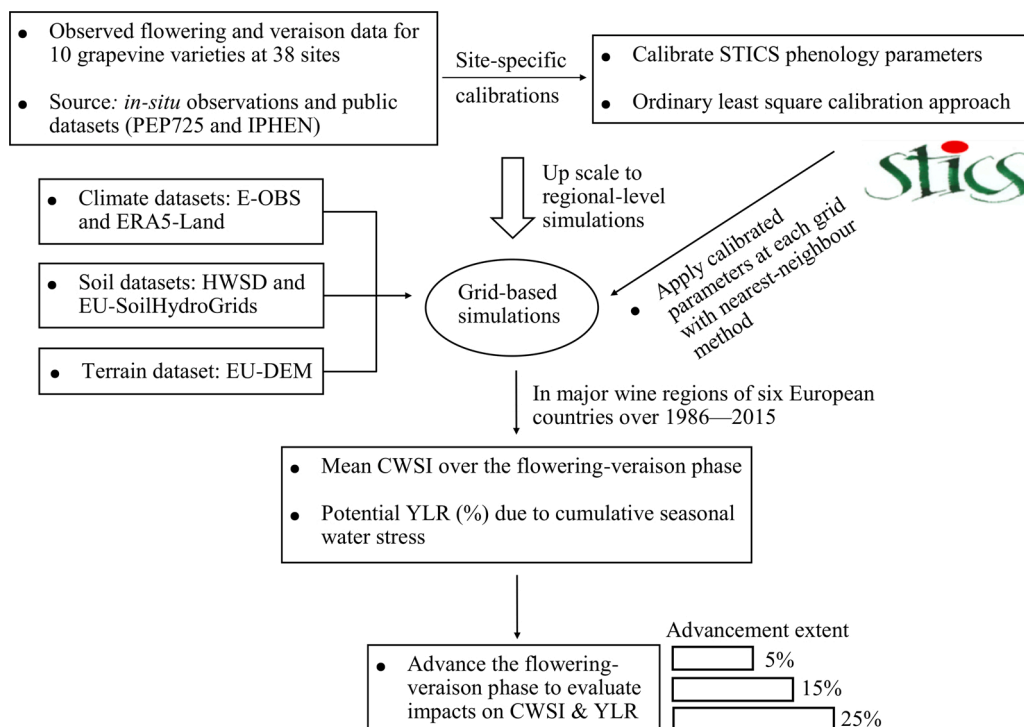 ● Observed flowering and veraison data for
10 grapevine varieties at 38 sites
● Source: in-situ observations and public
datasets (PEP725 and IPHEN)
Site-specific
calibrations
● Calibrate STICS phenology parameters
● Ordinary least square calibration approach
stics
Up scale to
regional-level
simulations
● Apply calibrated
parameters at each grid
with nearest-neighbour
method
● Climate datasets: E-OBS
and ERA5-Land
● Soil datasets: HWSD and
EU-SoilHydroGrids
● Terrain dataset: EU-DEM
Grid-based
simulations
In major wine regions of six European
countries over 1986—2015
● Mean CWSI over the flowering-veraison phase
● Potential YLR (%) due to cumulative seasonal
water stress
● Advance the flowering-
veraison phase to evaluate
impacts on CWSI & YLR
Advancement extent
5%
15%
25%